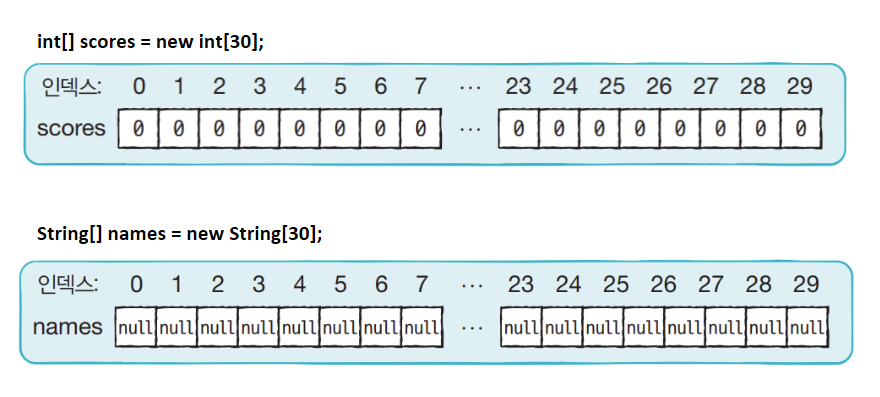 int[] scores = new int[30];
인덱스: 0 1 2 3 4 5 6 7 ··· 23 24 25 26 27 28 29
scores 0 0 0 0 0 0 0 0 ··· 0 0 0 0 0 0 0 0
String[] names = new String[30];
인덱스: 0 1 2 3 4 5 6 7 ··· 23 24 25 26 27 28 29
names null null null null null null null null ··· null null null null null null null null